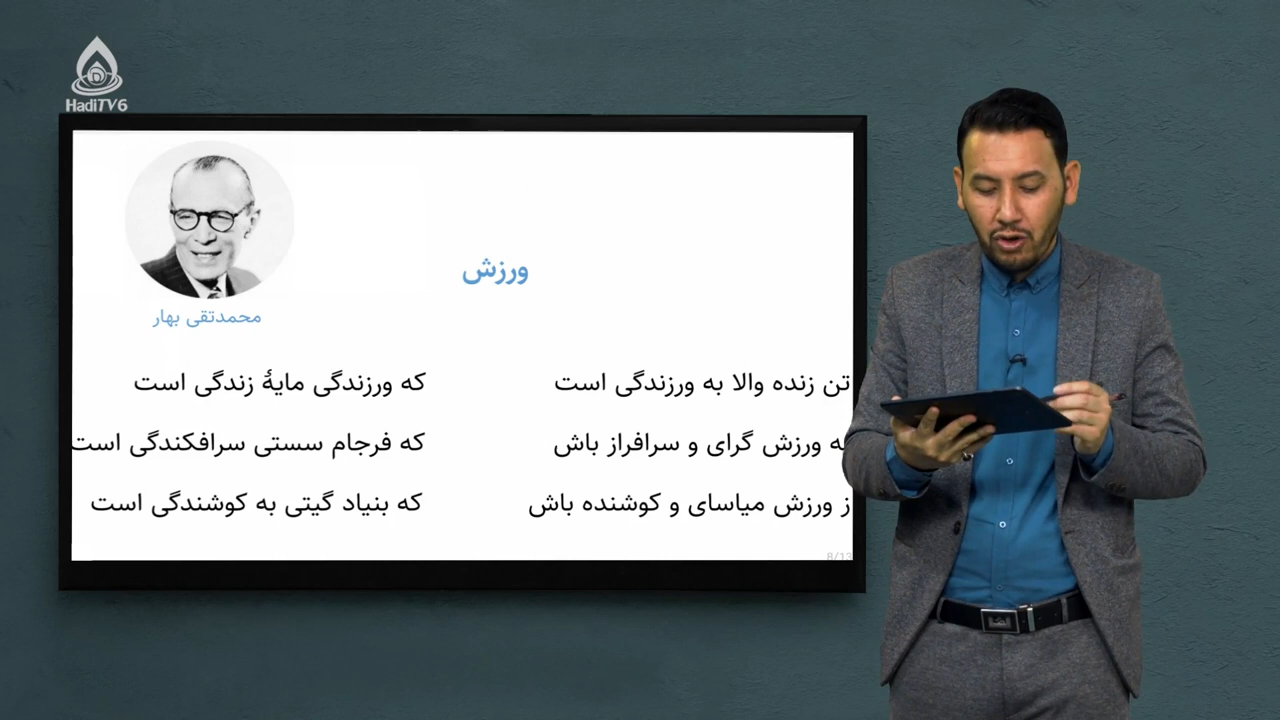 HadiTV6
ورزش
محمدتقی بهار
تن زنده والا به ورزندگی است که ورزندگی مایهٔ زندگی است
ورزش گرای و سرافراز باش که فرجام سستی سرافکندگی است
ز ورزش میاسای و کوشنده باش که بنیاد گیتی به کوشندگی است
8/13